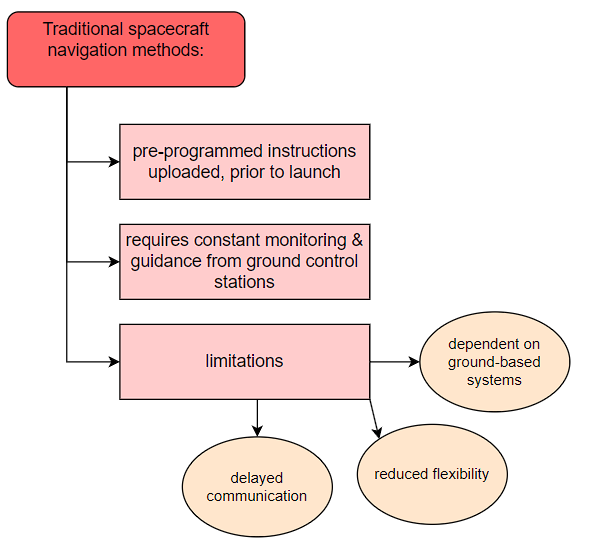 Traditional spacecraft
navigation methods:
pre-programmed instructions
uploaded, prior to launch
requires constant monitoring &
guidance from ground control
stations
limitations
dependent on
ground-based
systems
reduced flexibility
delayed
communication